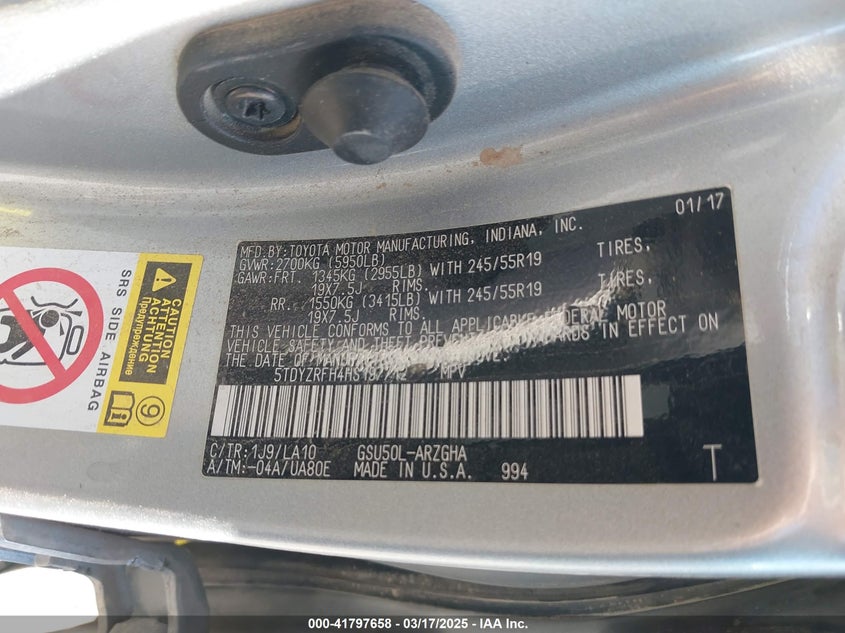 01/17
MFD.BY:TOYOTA MOTOR MANUFACTURING, INDIANA, INC.
GVWR:2700KG (5950LB)
GAWR:FRT. 1345KG (2955LB) WITH 245/55R19 TIRES,
19X7.5J RIMS.
RR. 1550KG (3415LB) WITH 245/55R19 TIRES,
19X7.5J RIMS.
THIS VEHICLE CONFORMS TO ALL APPLICABLE FEDERAL MOTOR
VEHICLE SAFETY AND THEFT PREVENTION STANDARDS IN EFFECT ON
THE DATE OF
MPV
C/TR:1J9/LA10 GSU50L-ARZGHA
A/TM:-04A/UA80E MADE IN U.S.A. 994
T
SRS SIDE AIRBAG
CAUTION
ACHTUNG
ATTENTION
9
000-41797658 — 03/17/2025 — IAA Inc.